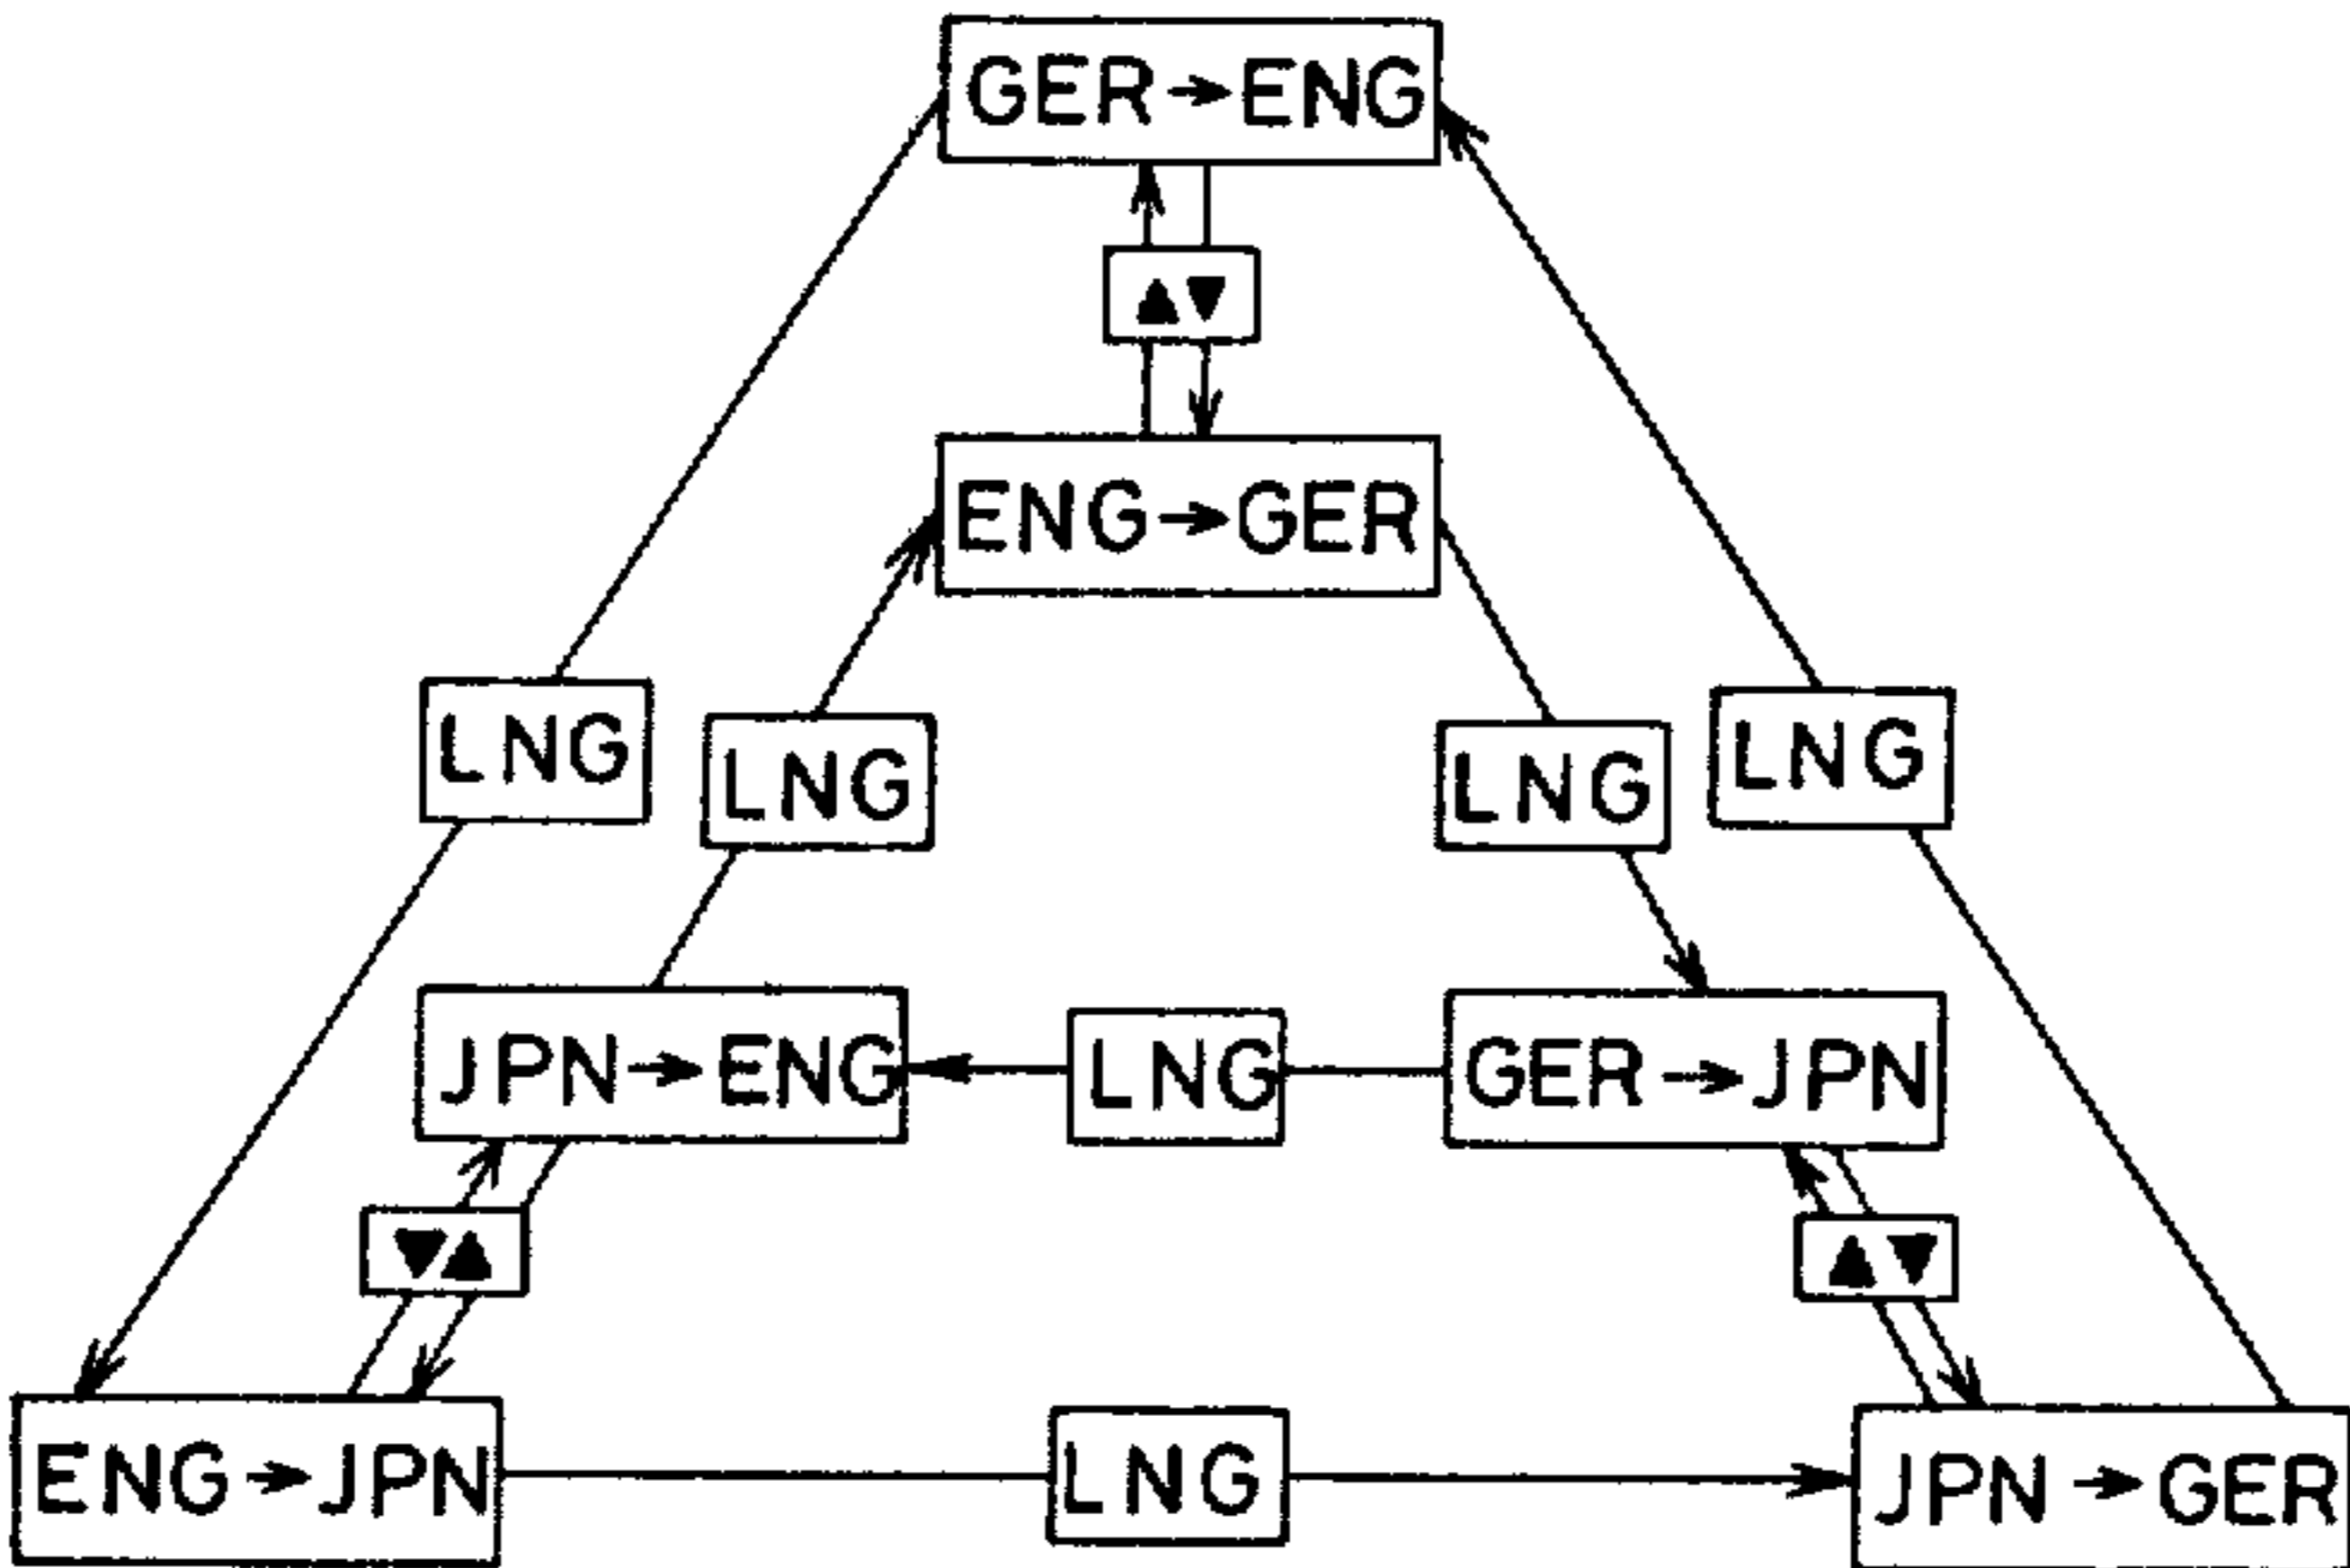 GER→ENG
▲▼
ENG→GER
LNG
LNG
LNG
LNG
JPN→ENG
LNG
GER→JPN
▼▲
▲▼
ENG→JPN
LNG
JPN→GER